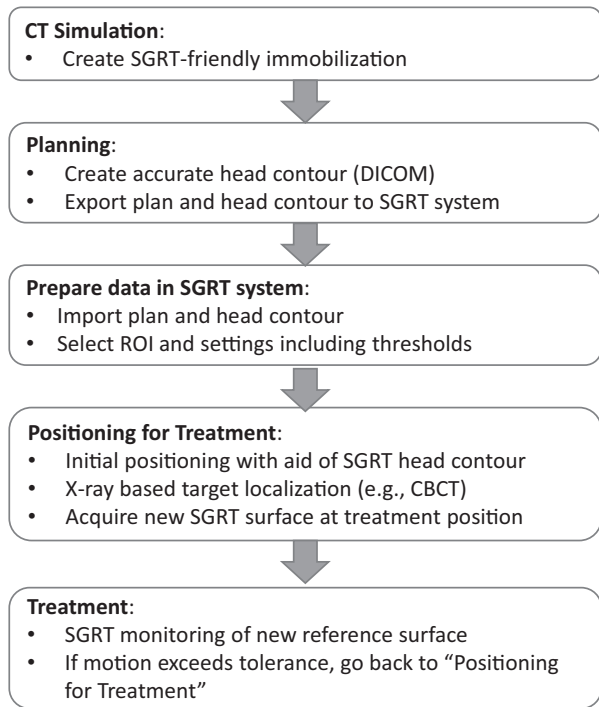 CT Simulation:
• Create SGRT-friendly immobilization
Planning:
• Create accurate head contour (DICOM)
• Export plan and head contour to SGRT system
Prepare data in SGRT system:
• Import plan and head contour
• Select ROI and settings including thresholds
Positioning for Treatment:
• Initial positioning with aid of SGRT head contour
• X-ray based target localization (e.g., CBCT)
• Acquire new SGRT surface at treatment position
Treatment:
• SGRT monitoring of new reference surface
• If motion exceeds tolerance, go back to “Positioning
for Treatment”